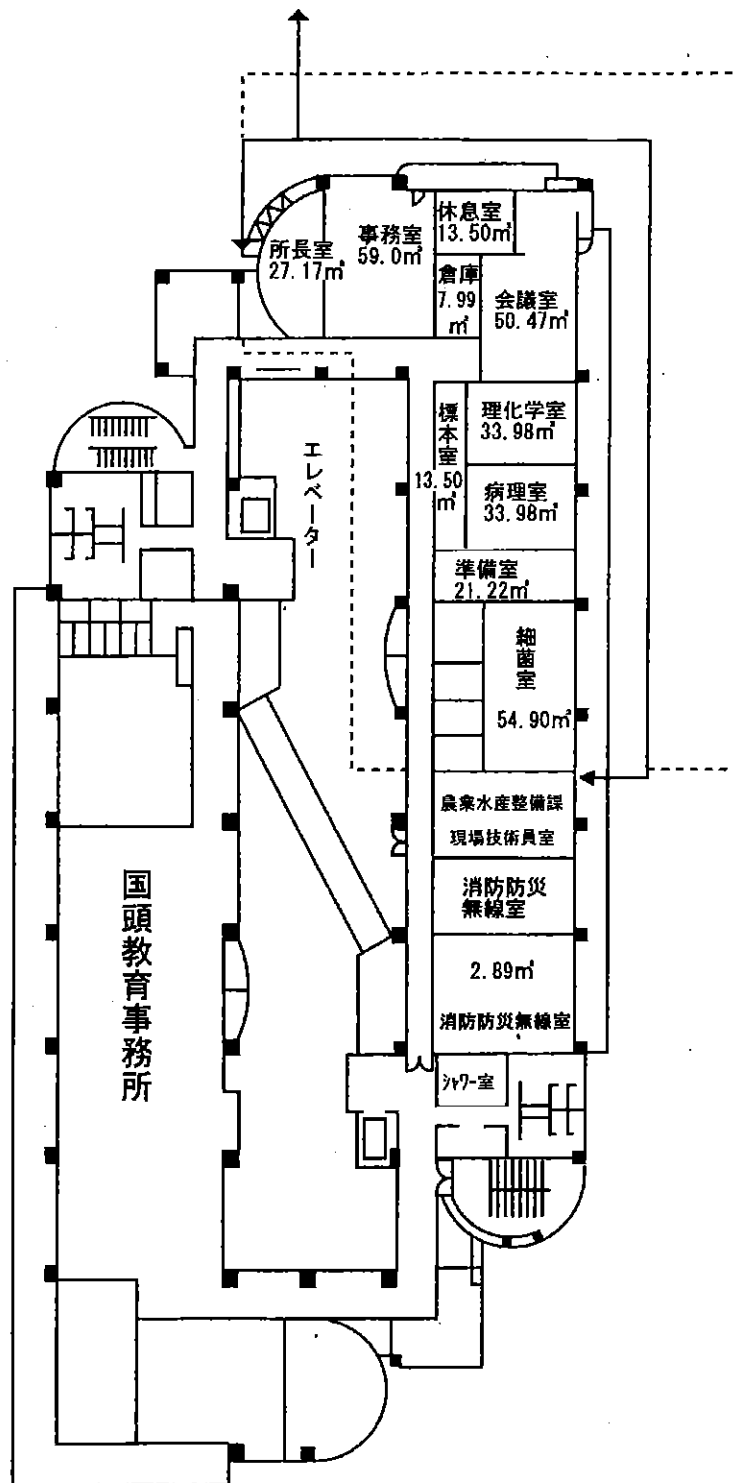 休息室
13.50㎡
所長室
27.17㎡
事務室
59.0㎡
倉庫
7.99
㎡
会議室
50.47㎡
エレベーター
標本室
13.50
㎡
理化学室
33.98㎡
病理室
33.98㎡
準備室
21.22㎡
細菌室
54.90㎡
農業水産整備課
現場技術員室
消防防災
無線室
国頭教育事務所
2.89㎡
消防防災無線室
シャワー室